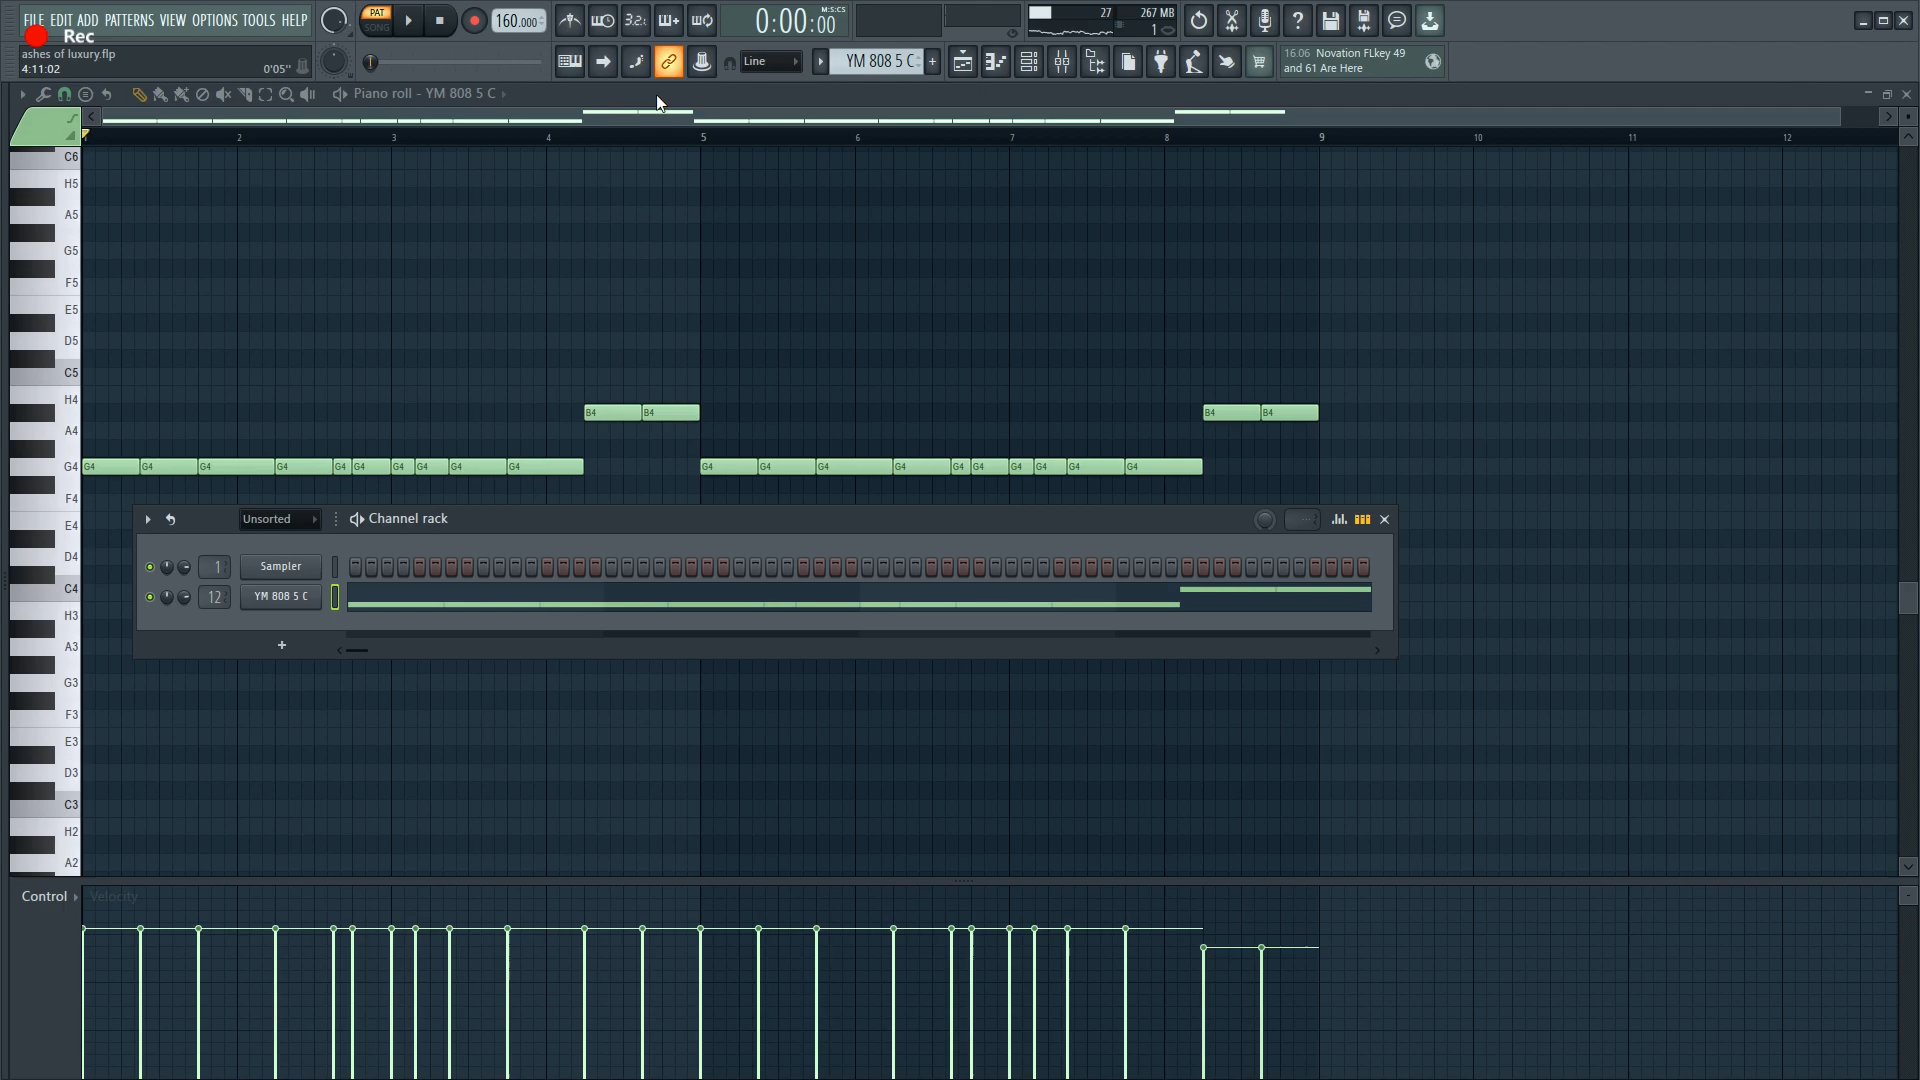 FILE EDIT ADD PATTERNS VIEW OPTIONS TOOLS HELP
Rec
ashes of luxury.flp
4:11:02
0'05"
PAT
SONG
160.000
3.2.
0:00:00
M:S:CS
27
267 MB
1
Line
YM 808 5 C
16.06 Novation FLkey 49
and 61 Are Here
Piano roll - YM 808 5 C
2 3 4 5 6 7 8 9 10 11 12
C6
H5
A5
G5
F5
E5
D5
C5
H4
B4 B4 B4 B4
A4
G4
G4 G4 G4 G4 G4 G4 G4 G4 G4 G4 G4 G4 G4 G4 G4 G4 G4 G4 G4 G4
F4
E4
D4
C4
H3
A3
G3
F3
E3
D3
C3
H2
A2
Unsorted
Channel rack
1 Sampler
12 YM 808 5 C
Control
Velocity